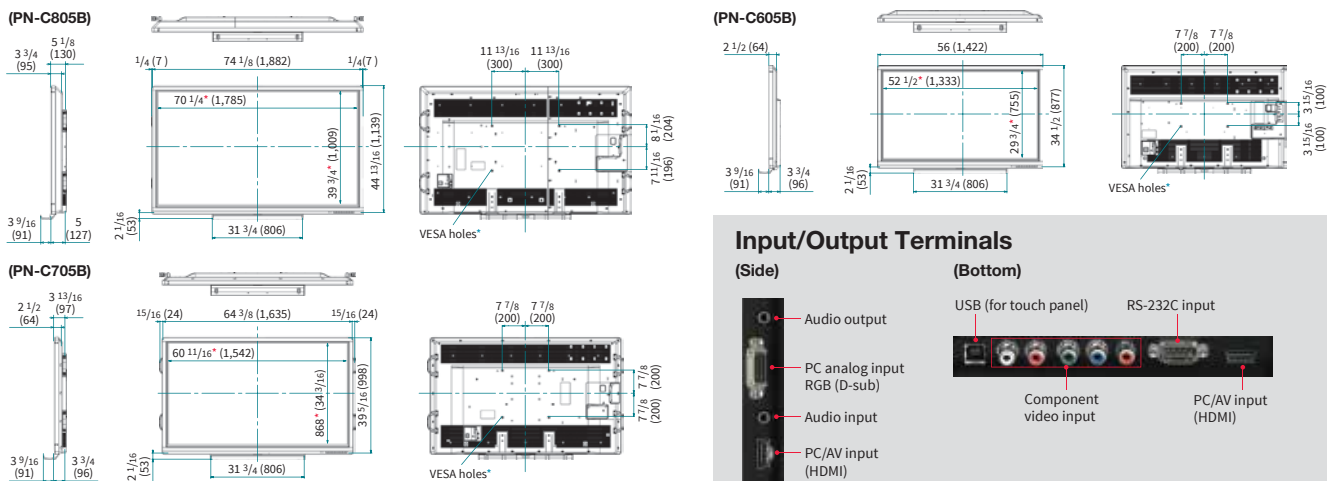 (PN-C805B)
5 1/8
(130)
3 3/4
(95)
1/4 (7 )
74 1/8 (1,882)
1/4(7 )
70 1/4* (1,785)
39 3/4* (1,009)
44 13/16 (1,139)
3 9/16
(91)
5
(127)
2 1/16
(53)
31 3/4 (806)
11 13/16
(300)
11 13/16
(300)
8 1/16
(204)
7 11/16
(196)
VESA holes*
(PN-C705B)
3 13/16
(97)
2 1/2
(64)
15/16 (24)
64 3/8 (1,635)
15/16 (24)
60 11/16* (1,542)
868* (34 3/16)
39 5/16 (998)
3 9/16
(91)
3 3/4
(96)
2 1/16
(53)
31 3/4 (806)
7 7/8
(200)
7 7/8
(200)
7 7/8
(200)
7 7/8
(200)
VESA holes*
(PN-C605B)
2 1/2 (64)
56 (1,422)
52 1/2* (1,333)
29 3/4* (755)
34 1/2 (877)
3 9/16
(91)
3 3/4
(96)
2 1/16
(53)
31 3/4 (806)
7 7/8
(200)
7 7/8
(200)
3 15/16
(100)
3 15/16
(100)
VESA holes*
Input/Output Terminals
(Side)
Audio output
PC analog input
RGB (D-sub)
Audio input
PC/AV input
(HDMI)
(Bottom)
USB (for touch panel)
RS-232C input
Component
video input
PC/AV input
(HDMI)